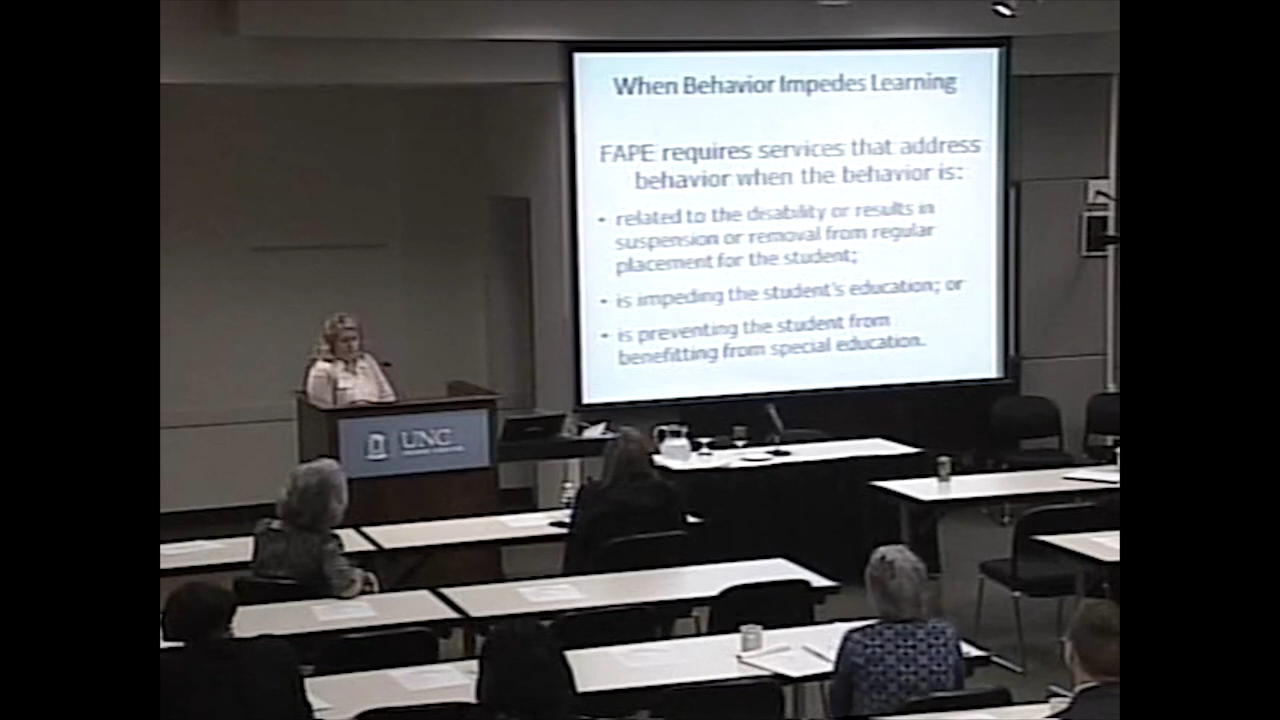 When Behavior Impedes Learning
FAPE requires services that address
behavior when the behavior is:
• related to the disability or results in
suspension or removal from regular
placement for the student;
• is impeding the student's education; or
• is preventing the student from
benefitting from special education.
UNC